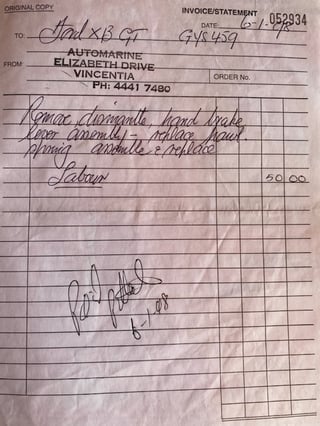 ORIGINAL COPY
INVOICE/STATEMENT
DATE: 6-1-08 052934
TO: Ford XB GT GYS459
AUTOMARINE
FROM: ELIZABETH DRIVE
VINCENTIA
PH: 4441 7480
ORDER No.
Remove dismantle hand brake
lever assembly - replace pawl
spring assemble & replace
Labour 50 00
Paid
6-1-08